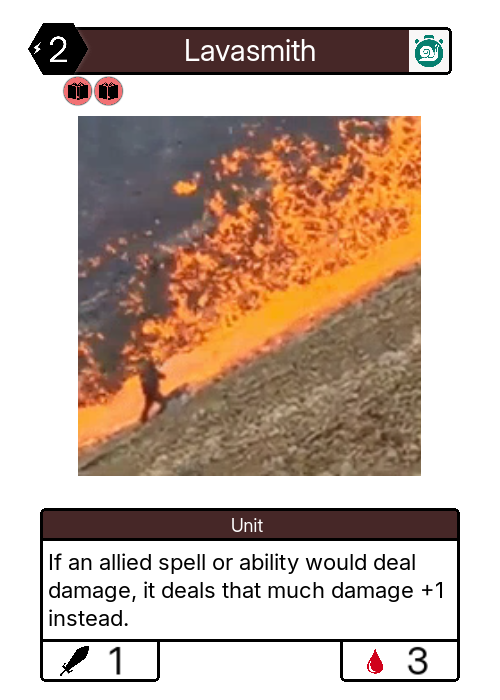 2
Lavasmith
Unit
If an allied spell or ability would deal
damage, it deals that much damage +1
instead.
1
3